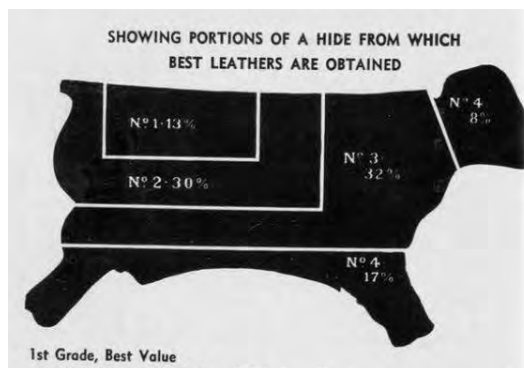 SHOWING PORTIONS OF A HIDE FROM WHICH
BEST LEATHERS ARE OBTAINED
Nº 4
8%
Nº 1·13%
Nº 3·
32%
Nº 2·30%
Nº 4·
17%
1st Grade, Best Value